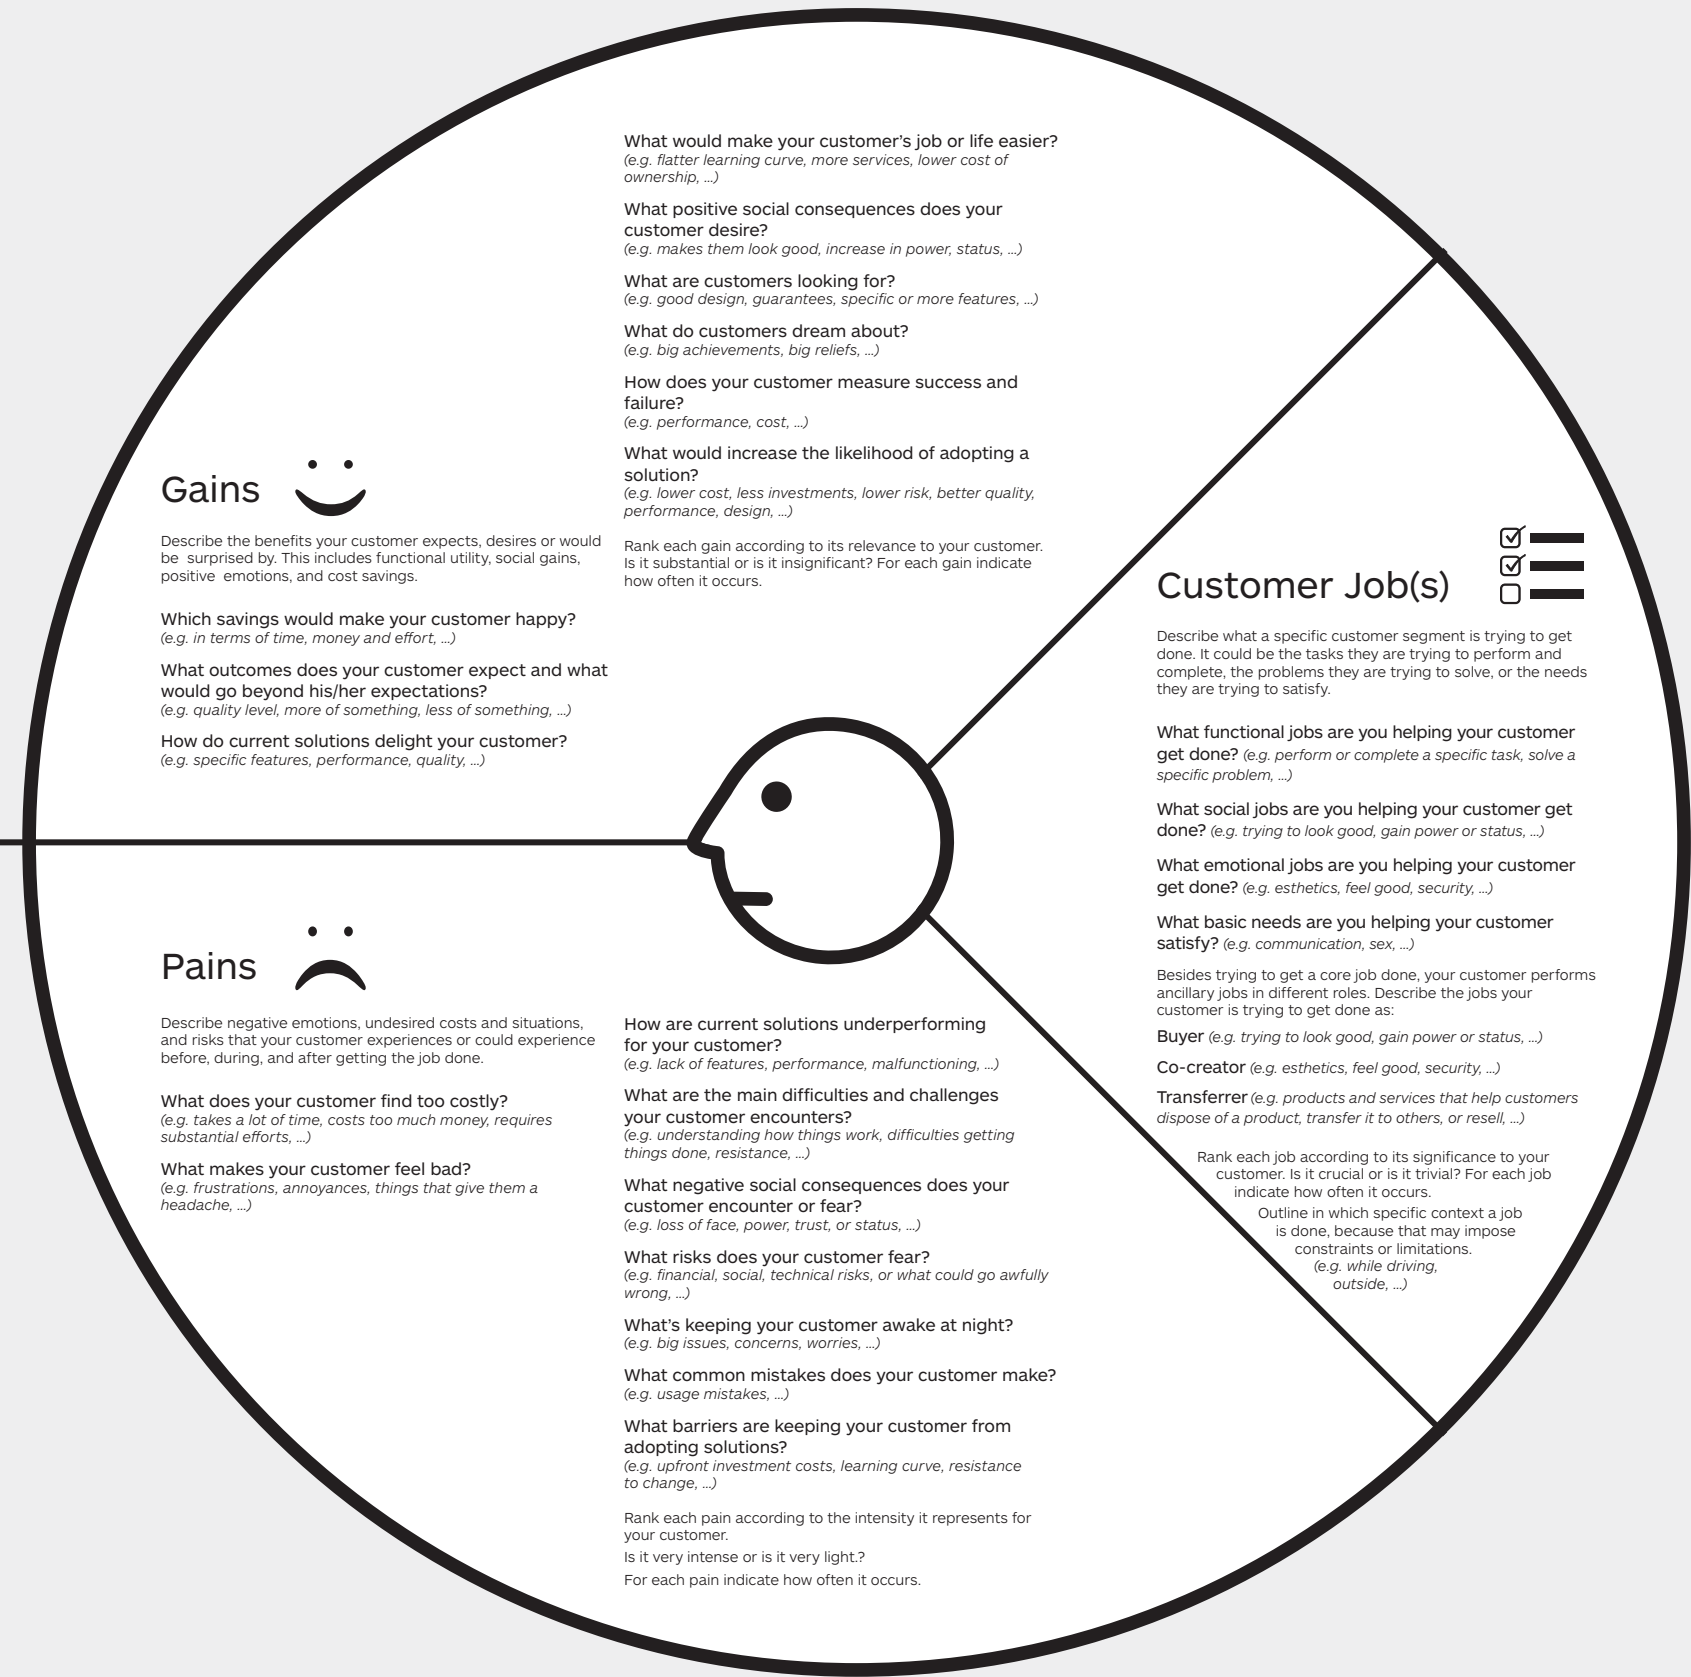 Gains
Describe the benefits your customer expects, desires or would
be  surprised by. This includes functional utility, social gains,
positive  emotions, and cost savings.
Which savings would make your customer happy?
(e.g. in terms of time, money and effort, …)
What outcomes does your customer expect and what
would go beyond his/her expectations?
(e.g. quality level, more of something, less of something, …)
How do current solutions delight your customer?
(e.g. specific features, performance, quality, …)
What would make your customer’s job or life easier?
(e.g. flatter learning curve, more services, lower cost of
ownership, …)
What positive social consequences does your
customer desire?
(e.g. makes them look good, increase in power, status, …)
What are customers looking for?
(e.g. good design, guarantees, specific or more features, …)
What do customers dream about?
(e.g. big achievements, big reliefs, …)
How does your customer measure success and
failure?
(e.g. performance, cost, …)
What would increase the likelihood of adopting a
solution?
(e.g. lower cost, less investments, lower risk, better quality,
performance, design, …)
Rank each gain according to its relevance to your customer.
Is it substantial or is it insignificant? For each gain indicate
how often it occurs.
Pains
Describe negative emotions, undesired costs and situations,
and risks that your customer experiences or could experience
before, during, and after getting the job done.
What does your customer find too costly?
(e.g. takes a lot of time, costs too much money, requires
substantial efforts, …)
What makes your customer feel bad?
(e.g. frustrations, annoyances, things that give them a
headache, …)
How are current solutions underperforming
for your customer?
(e.g. lack of features, performance, malfunctioning, …)
What are the main difficulties and challenges
your customer encounters?
(e.g. understanding how things work, difficulties getting
things done, resistance, …)
What negative social consequences does your
customer encounter or fear?
(e.g. loss of face, power, trust, or status, …)
What risks does your customer fear?
(e.g. financial, social, technical risks, or what could go awfully
wrong, …)
What’s keeping your customer awake at night?
(e.g. big issues, concerns, worries, …)
What common mistakes does your customer make?
(e.g. usage mistakes, …)
What barriers are keeping your customer from
adopting solutions?
(e.g. upfront investment costs, learning curve, resistance
to change, …)
Rank each pain according to the intensity it represents for
your customer.
Is it very intense or is it very light.?
For each pain indicate how often it occurs.
Customer Job(s)
Describe what a specific customer segment is trying to get
done. It could be the tasks they are trying to perform and
complete, the problems they are trying to solve, or the needs
they are trying to satisfy.
What functional jobs are you helping your customer
get done? (e.g. perform or complete a specific task, solve a
specific problem, …)
What social jobs are you helping your customer get
done? (e.g. trying to look good, gain power or status, …)
What emotional jobs are you helping your customer
get done? (e.g. esthetics, feel good, security, …)
What basic needs are you helping your customer
satisfy? (e.g. communication, sex, …)
Besides trying to get a core job done, your customer performs
ancillary jobs in different roles. Describe the jobs your
customer is trying to get done as:
Buyer (e.g. trying to look good, gain power or status, …)
Co-creator (e.g. esthetics, feel good, security, …)
Transferrer (e.g. products and services that help customers
dispose of a product, transfer it to others, or resell, …)
Rank each job according to its significance to your
customer. Is it crucial or is it trivial? For each job
indicate how often it occurs.
Outline in which specific context a job
is done, because that may impose
constraints or limitations.
(e.g. while driving,
outside, …)